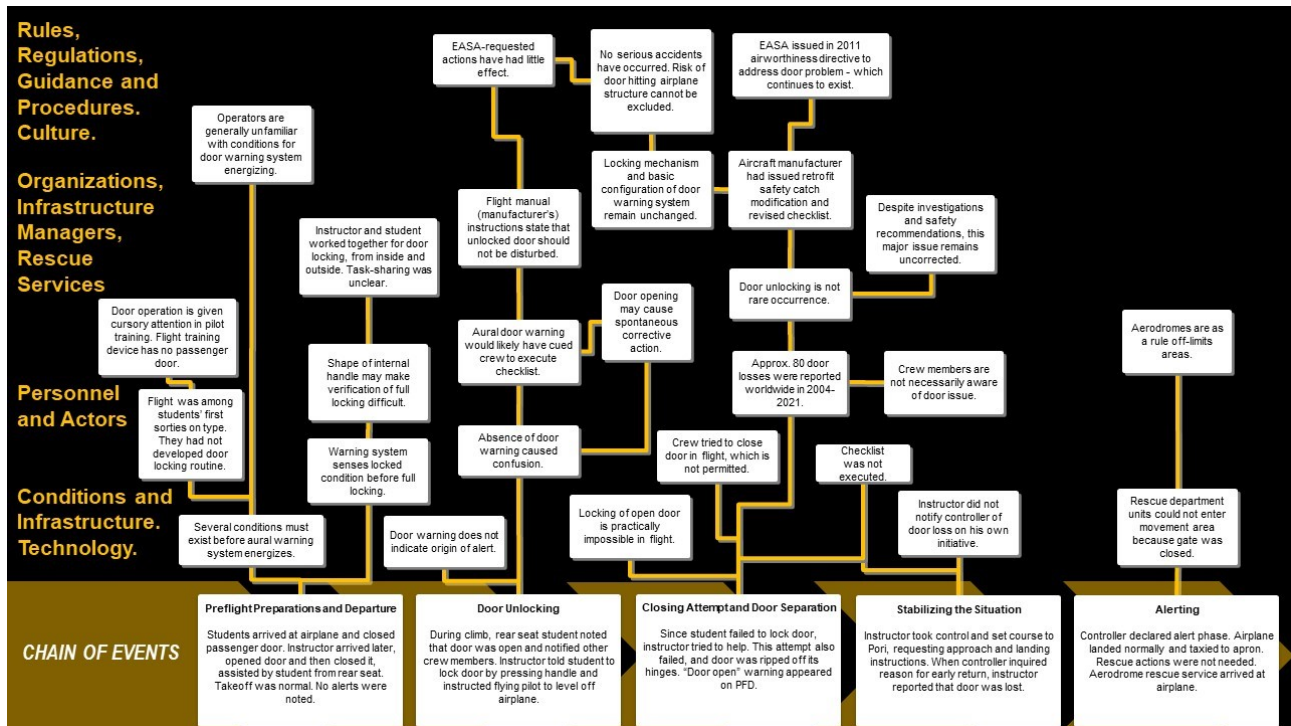 Rules,
Regulations,
Guidance and
Procedures.
Culture.
Organizations,
Infrastructure
Managers,
Rescue
Services
Personnel
and Actors
Conditions and
Infrastructure.
Technology.
EASA-requested
actions have had little
effect.
No serious accidents
have occurred. Risk of
door hitting airplane
structure cannot be
excluded.
EASA issued in 2011
airworthiness directive to
address door problem - which
continues to exist.
Operators are
generally unfamiliar
with conditions for
door warning system
energizing.
Locking mechanism
and basic
configuration of door
warning system
remain unchanged.
Aircraft manufacturer
had issued retrofit
safety catch
modification and
revised checklist.
Flight manual
(manufacturer's)
instructions state that
unlocked door should
not be disturbed.
Despite investigations
and safety
recommendations, this
major issue remains
uncorrected.
Instructor and student
worked together for door
locking, from inside and
outside. Task-sharing was
unclear.
Door unlocking is not
rare occurrence.
Door opening
may cause
spontaneous
corrective
action.
Door operation is given
cursory attention in pilot
training. Flight training
device has no passenger
door.
Aural door warning
would likely have cued
crew to execute
checklist.
Aerodromes are as
a rule off-limits
areas.
Shape of internal
handle may make
verification of full
locking difficult.
Approx. 80 door
losses were reported
worldwide in 2004-
2021.
Crew members are
not necessarily aware
of door issue.
Flight was among
students' first
sorties on type.
They had not
developed door
locking routine.
Absence of door
warning caused
confusion.
Crew tried to close
door in flight, which is
not permitted.
Checklist
was not
executed.
Warning system
senses locked
condition before full
locking.
Locking of open door
is practically
impossible in flight.
Instructor did not
notify controller of
door loss on his own
initiative.
Rescue department
units could not enter
movement area
because gate was
closed.
Several conditions must
exist before aural warning
system energizes.
Door warning does not
indicate origin of alert.
CHAIN OF EVENTS
Preflight Preparations and Departure
Students arrived at airplane and closed
passenger door. Instructor arrived later,
opened door and then closed it,
assisted by student from rear seat.
Takeoff was normal. No alerts were
noted.
Door Unlocking
During climb, rear seat student noted
that door was open and notified other
crew members. Instructor told student to
lock door by pressing handle and
instructed flying pilot to level off
airplane.
Closing Attempt and Door Separation
Since student failed to lock door,
instructor tried to help. This attempt also
failed, and door was ripped off its
hinges. "Door open" warning appeared
on PFD.
Stabilizing the Situation
Instructor took control and set course to
Pori, requesting approach and landing
instructions. When controller inquired
reason for early return, instructor
reported that door was lost.
Alerting
Controller declared alert phase. Airplane
landed normally and taxied to apron.
Rescue actions were not needed.
Aerodrome rescue service arrived at
airplane.